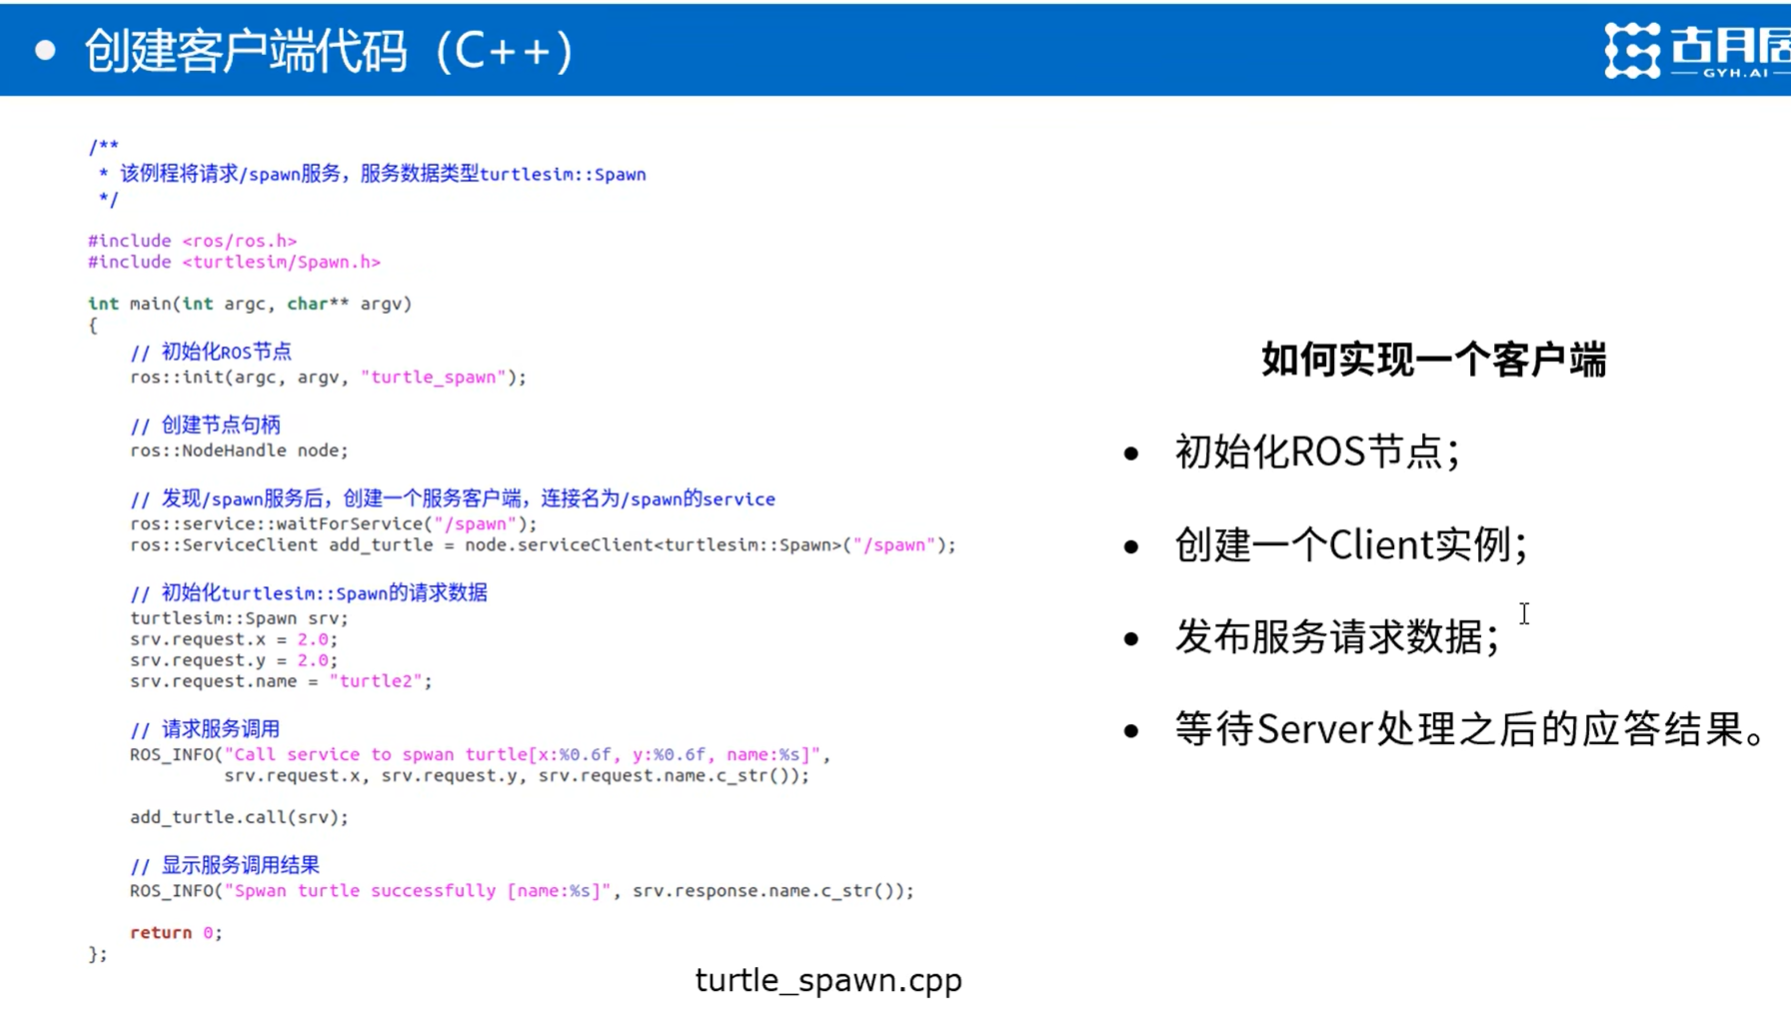 创建客户端代码（C++）
古月居
GYH.AI
/**
* 该例程将请求/spawn服务，服务数据类型turtlesim::Spawn
*/
#include <ros/ros.h>
#include <turtlesim/Spawn.h>
int main(int argc, char** argv)
{
// 初始化ROS节点
ros::init(argc, argv, "turtle_spawn");
// 创建节点句柄
ros::NodeHandle node;
// 发现/spawn服务后，创建一个服务客户端，连接名为/spawn的service
ros::service::waitForService("/spawn");
ros::ServiceClient add_turtle = node.serviceClient<turtlesim::Spawn>("/spawn");
// 初始化turtlesim::Spawn的请求数据
turtlesim::Spawn srv;
srv.request.x = 2.0;
srv.request.y = 2.0;
srv.request.name = "turtle2";
// 请求服务调用
ROS_INFO("Call service to spwan turtle[x:%0.6f, y:%0.6f, name:%s]",
srv.request.x, srv.request.y, srv.request.name.c_str());
add_turtle.call(srv);
// 显示服务调用结果
ROS_INFO("Spwan turtle successfully [name:%s]", srv.response.name.c_str());
return 0;
};
turtle_spawn.cpp
如何实现一个客户端
• 初始化ROS节点；
• 创建一个Client实例；
• 发布服务请求数据；
• 等待Server处理之后的应答结果。